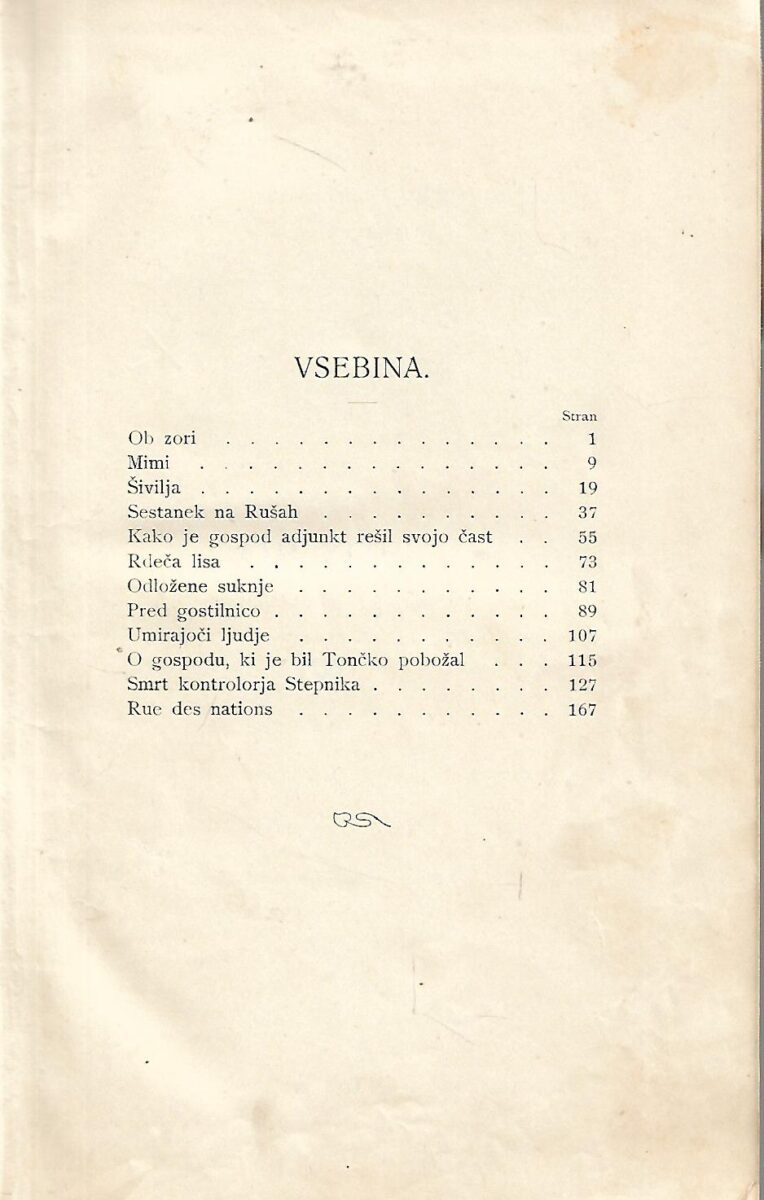 VSEBINA.
Stran
Ob zori . . . . . . . . . . . . . . 1
Mimi . . . . . . . . . . . . . . . 9
Šivilja . . . . . . . . . . . . . . . 19
Sestanek na Rušah . . . . . . . . . . 37
Kako je gospod adjunkt rešil svojo čast . . 55
Rdeča lisa . . . . . . . . . . . . . 73
Odložene suknje . . . . . . . . . . . 81
Pred gostilnico . . . . . . . . . . . . 89
Umirajoči ljudje . . . . . . . . . . . 107
O gospodu, ki je bil Tončko pobožal . . . 115
Smrt kontrolorja Stepnika . . . . . . . . 127
Rue des nations . . . . . . . . . . . 167